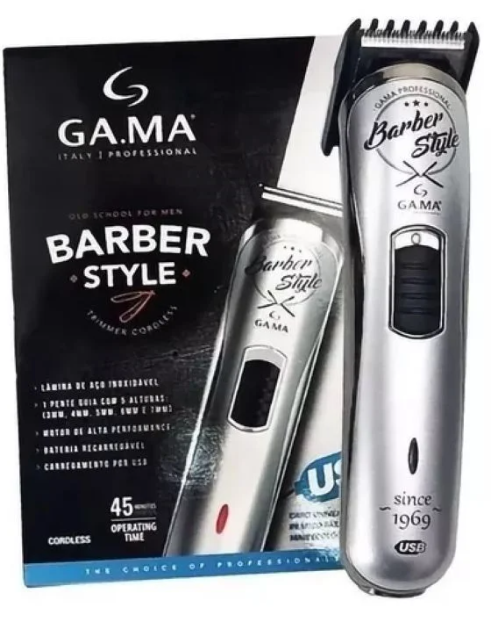 GA.MA
ITALY | PROFESSIONAL
OLD SCHOOL FOR MEN
BARBER
STYLE
TRIMMER CORDLESS
LÂMINA DE AÇO INOXIDÁVEL
1 PENTE GUIA COM 5 ALTURAS
(3MM, 4MM, 5MM, 6MM E 7MM)
MOTOR DE ALTA PERFORMANCE
BATERIA RECARREGÁVEL
CARREGAMENTO POR USB
45 MINUTOS
OPERATING
TIME
CORDLESS
THE CHOICE OF PROFESSIONAL
Barber
Style
GA.MA
US
GAMA PROFESSIONAL
Barber
Style
GA.MA
since
1969
USB